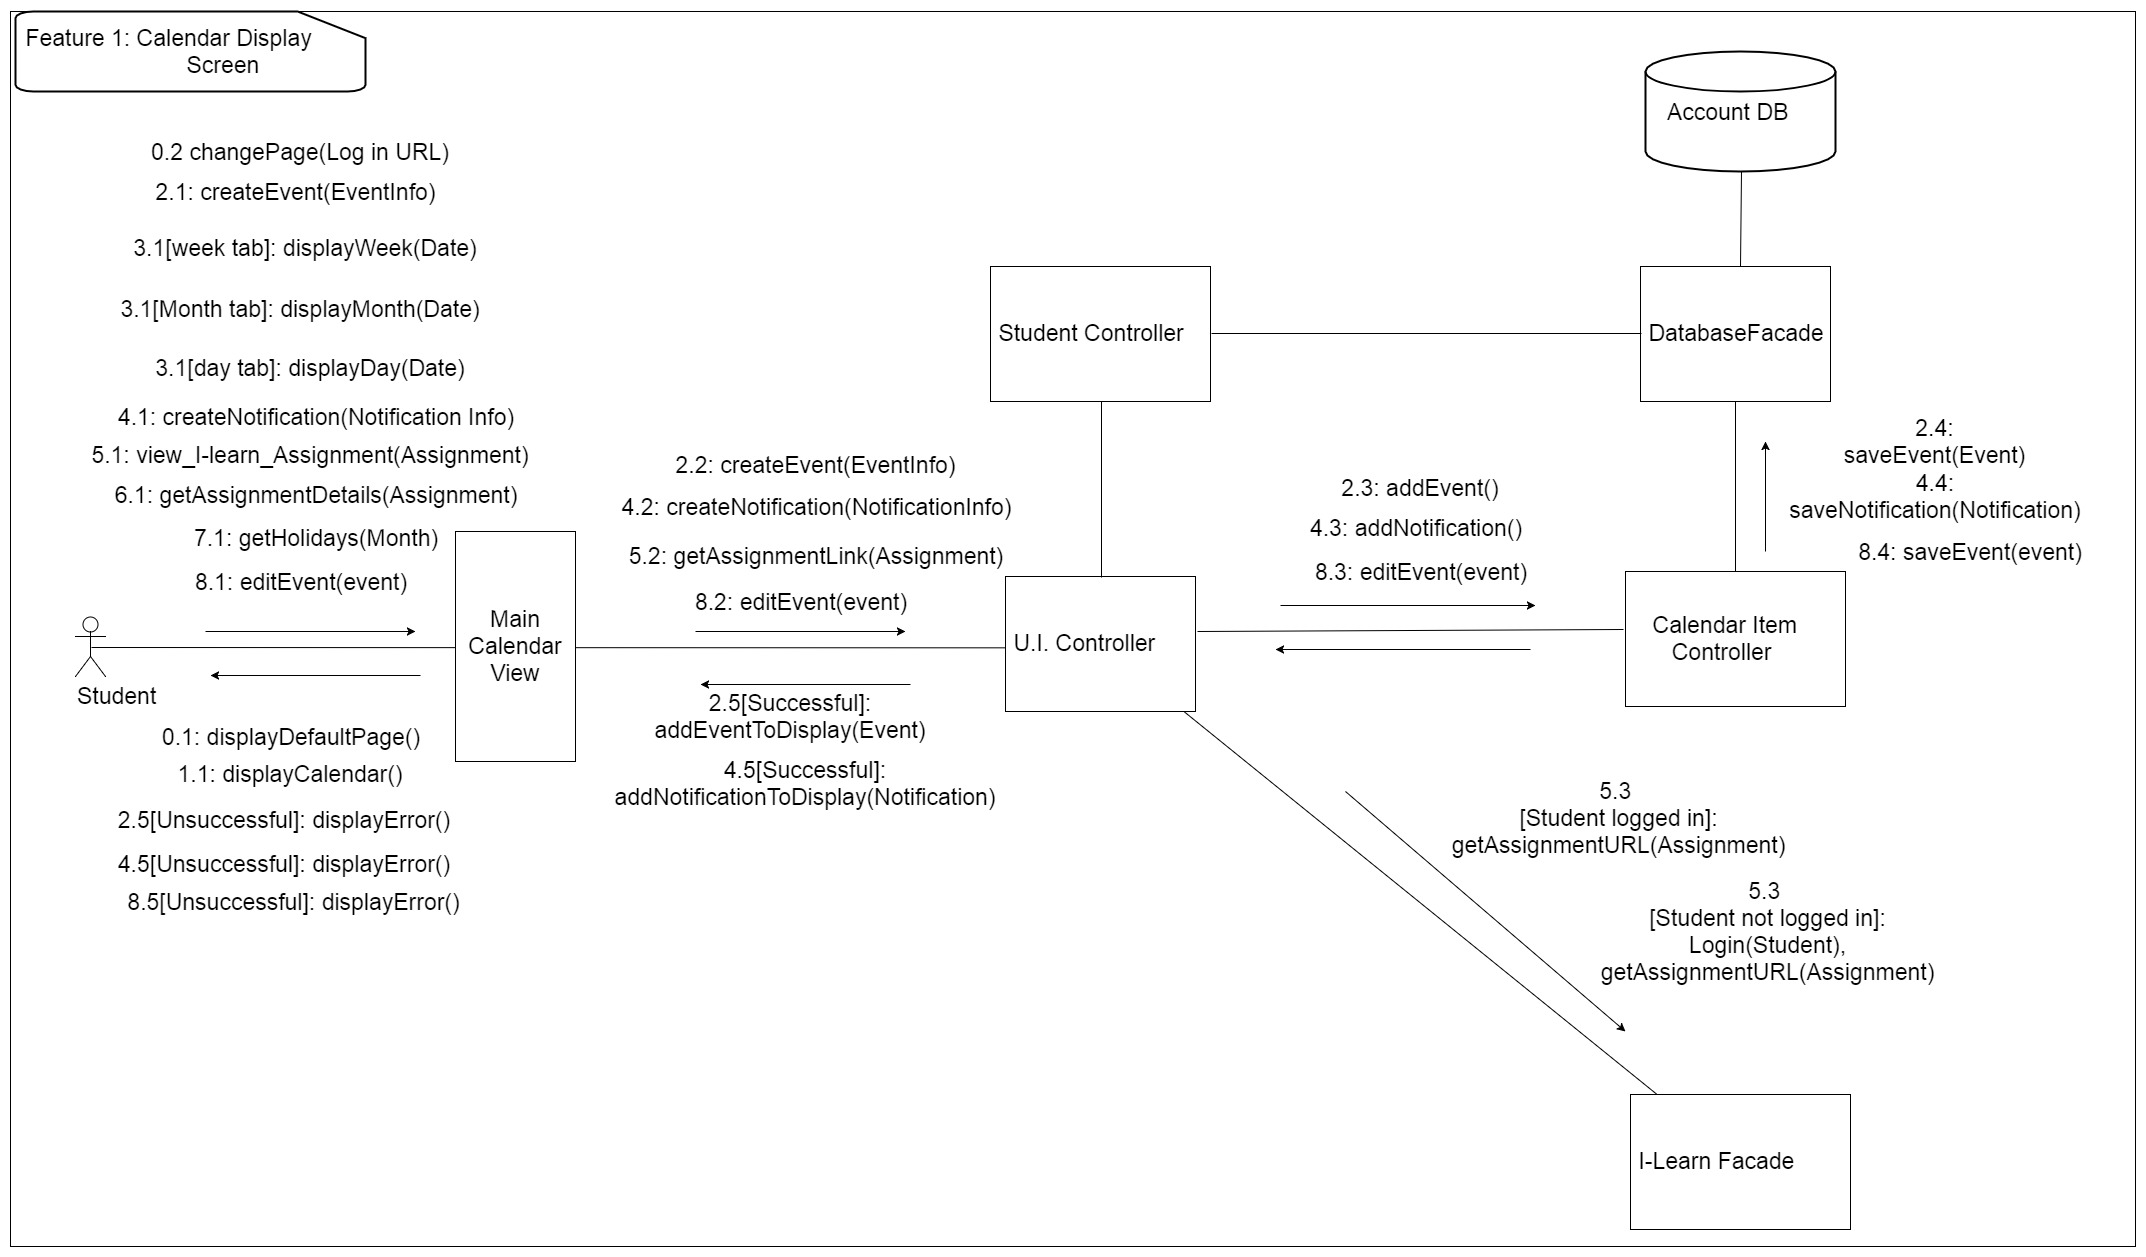 Feature 1: Calendar Display
Screen
Account DB
0.2 changePage(Log in URL)
2.1: createEvent(EventInfo)
3.1[week tab]: displayWeek(Date)
3.1[Month tab]: displayMonth(Date)
3.1[day tab]: displayDay(Date)
4.1: createNotification(Notification Info)
5.1: view_I-learn_Assignment(Assignment)
6.1: getAssignmentDetails(Assignment)
7.1: getHolidays(Month)
8.1: editEvent(event)
Student
0.1: displayDefaultPage()
1.1: displayCalendar()
2.5[Unsuccessful]: displayError()
4.5[Unsuccessful]: displayError()
8.5[Unsuccessful]: displayError()
Main
Calendar
View
2.2: createEvent(EventInfo)
4.2: createNotification(NotificationInfo)
5.2: getAssignmentLink(Assignment)
8.2: editEvent(event)
2.5[Successful]:
addEventToDisplay(Event)
4.5[Successful]:
addNotificationToDisplay(Notification)
Student Controller
U.I. Controller
DatabaseFacade
2.3: addEvent()
4.3: addNotification()
8.3: editEvent(event)
2.4:
saveEvent(Event)
4.4:
saveNotification(Notification)
8.4: saveEvent(event)
Calendar Item
Controller
5.3
[Student logged in]:
getAssignmentURL(Assignment)
5.3
[Student not logged in]:
Login(Student),
getAssignmentURL(Assignment)
I-Learn Facade